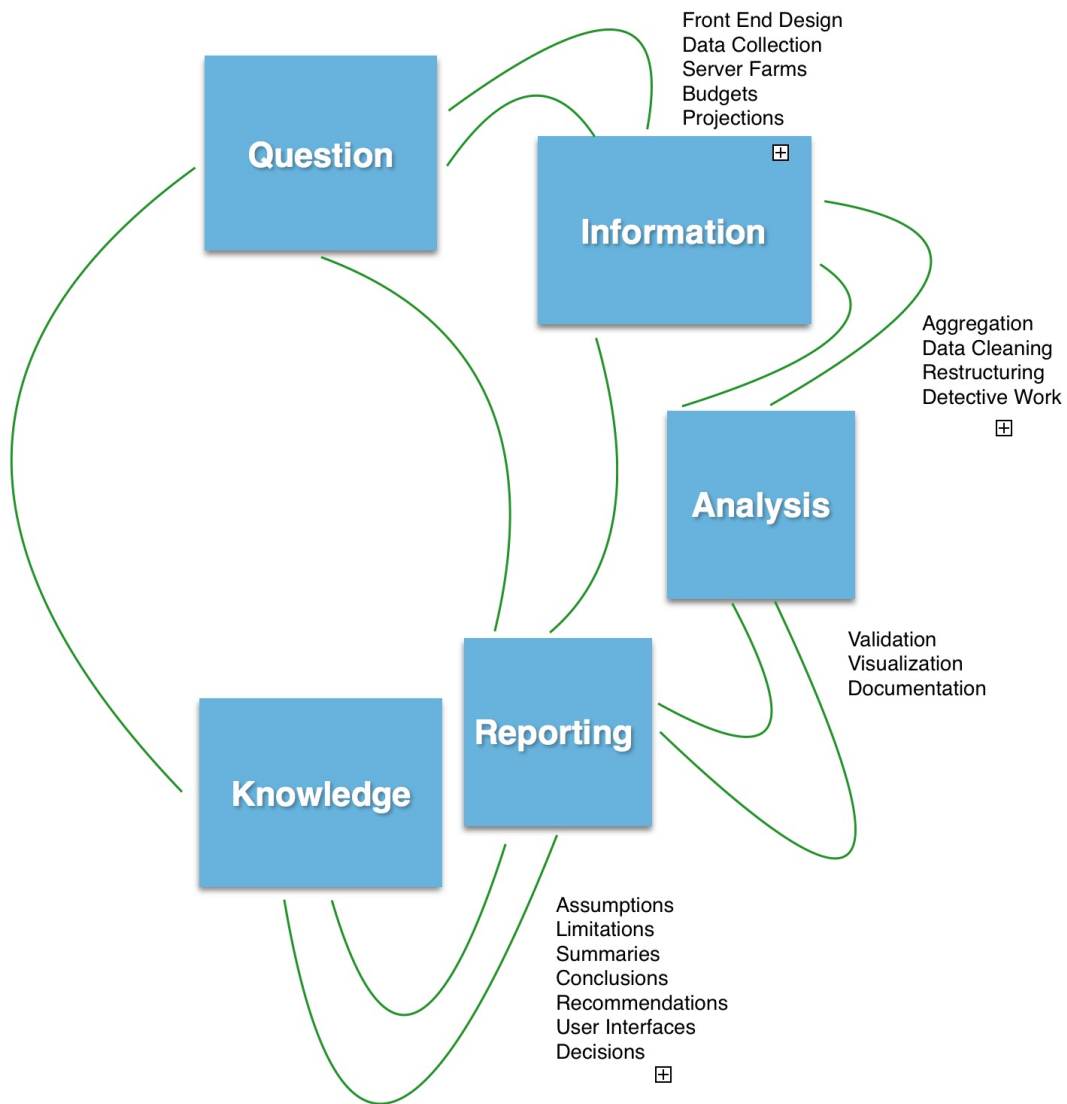 Front End Design
Data Collection
Server Farms
Budgets
Projections
Question
Information
Aggregation
Data Cleaning
Restructuring
Detective Work
Analysis
Validation
Visualization
Documentation
Reporting
Knowledge
Assumptions
Limitations
Summaries
Conclusions
Recommendations
User Interfaces
Decisions